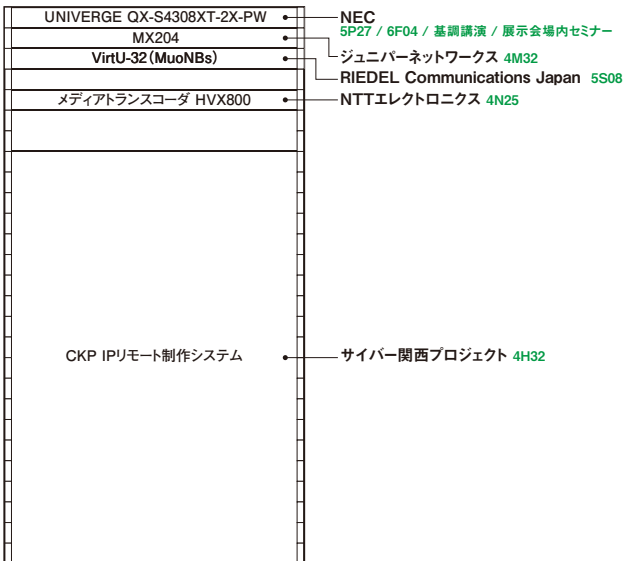 UNIVERGE QX-S4308XT-2X-PW
NEC
5P27 / 6F04 / 基調講演 / 展示会場内セミナー
MX204
ジュニパーネットワークス 4M32
VirtU-32（MuoNBs）
RIEDEL Communications Japan 5S08
メディアトランスコーダ HVX800
NTTエレクトロニクス 4N25
CKP IPリモート制作システム
サイバー関西プロジェクト 4H32